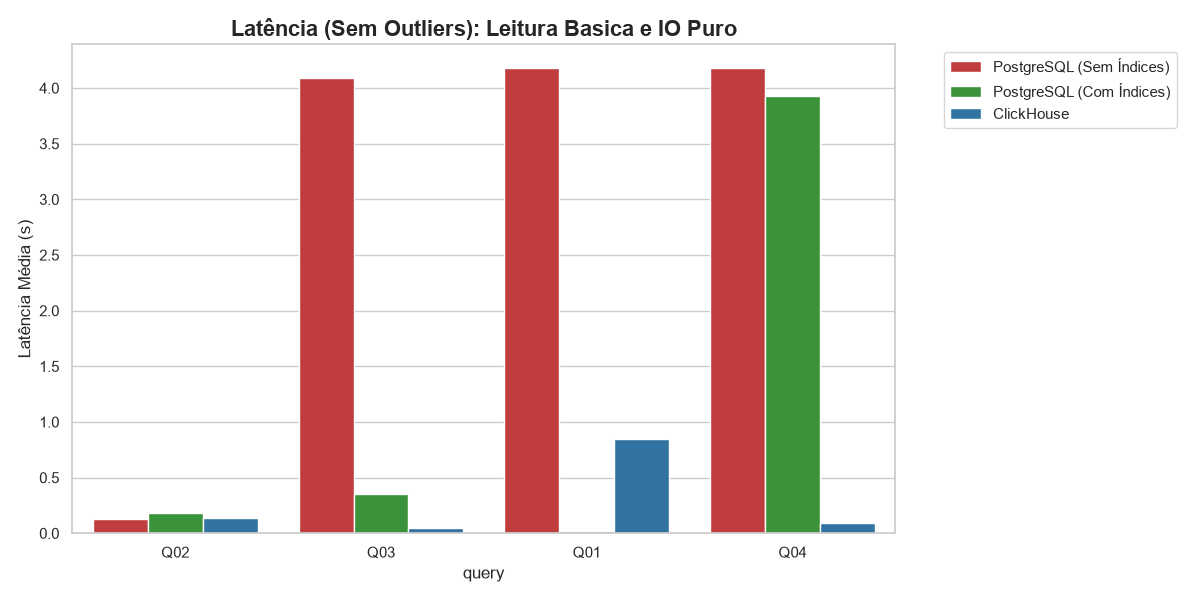 Latência (Sem Outliers): Leitura Basica e IO Puro
PostgreSQL (Sem Índices)
PostgreSQL (Com Índices)
ClickHouse
Latência Média (s)
4.0
3.5
3.0
2.5
2.0
1.5
1.0
0.5
0.0
Q02 Q03 Q01 Q04
query